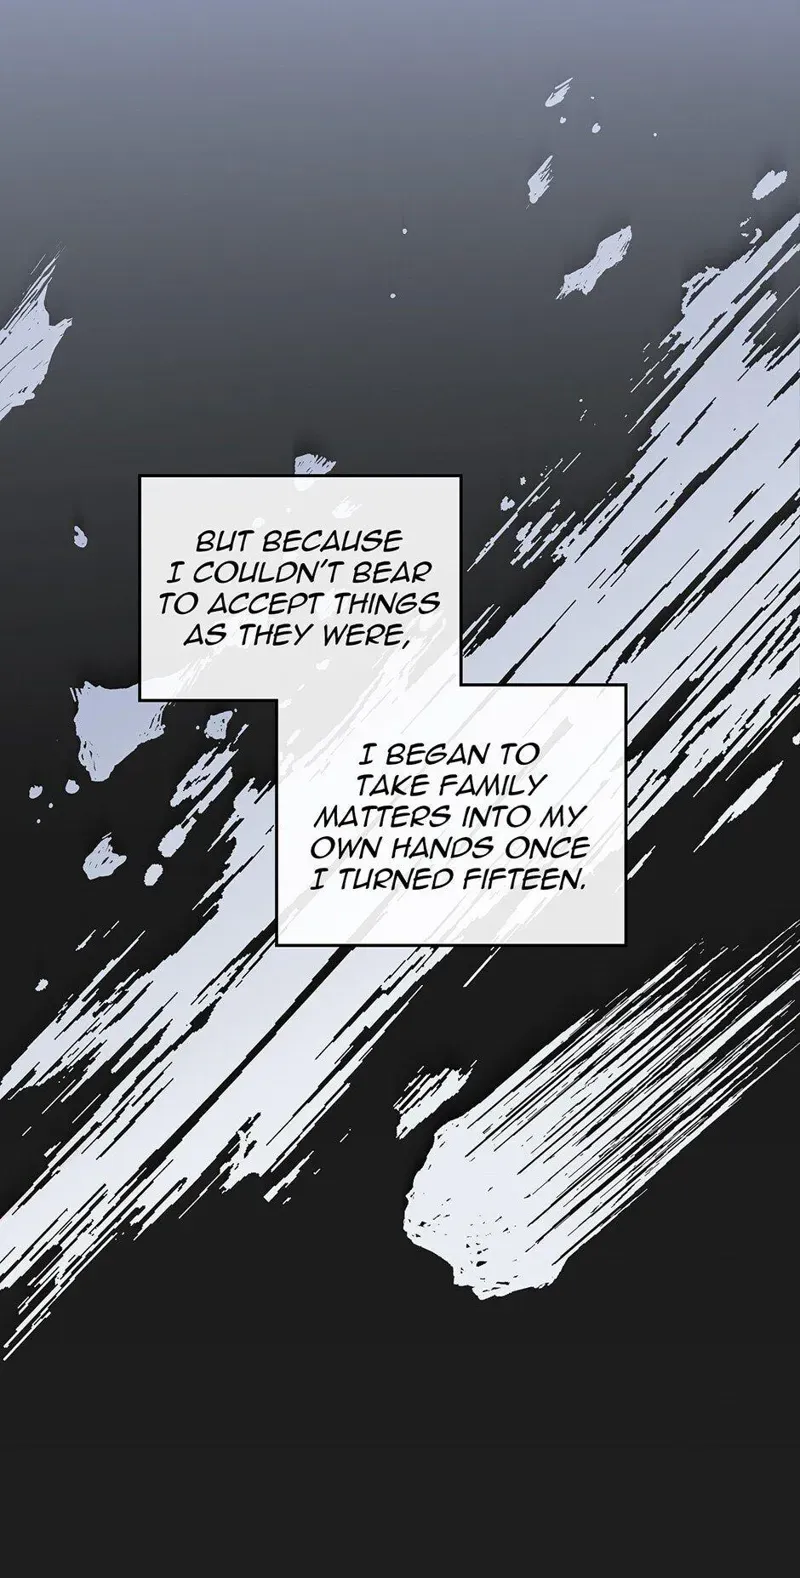 BUT BECAUSE
I COULDN'T BEAR
TO ACCEPT THINGS
AS THEY WERE,
I BEGAN TO
TAKE FAMILY
MATTERS INTO MY
OWN HANDS ONCE
I TURNED FIFTEEN.